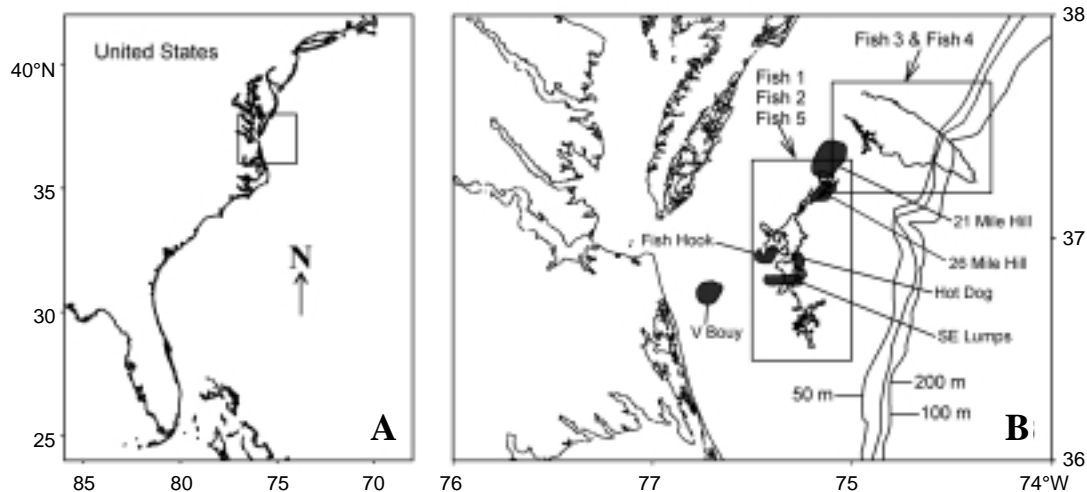 United States
40°N
35
30
25
85
80
75
70
N
A
38
37
36
Fish 3 & Fish 4
Fish 1
Fish 2
Fish 5
21 Mile Hill
Fish Hook
26 Mile Hill
Hot Dog
V Bouy
SE Lumps
50 m
200 m
100 m
B
76
77
75
74°W